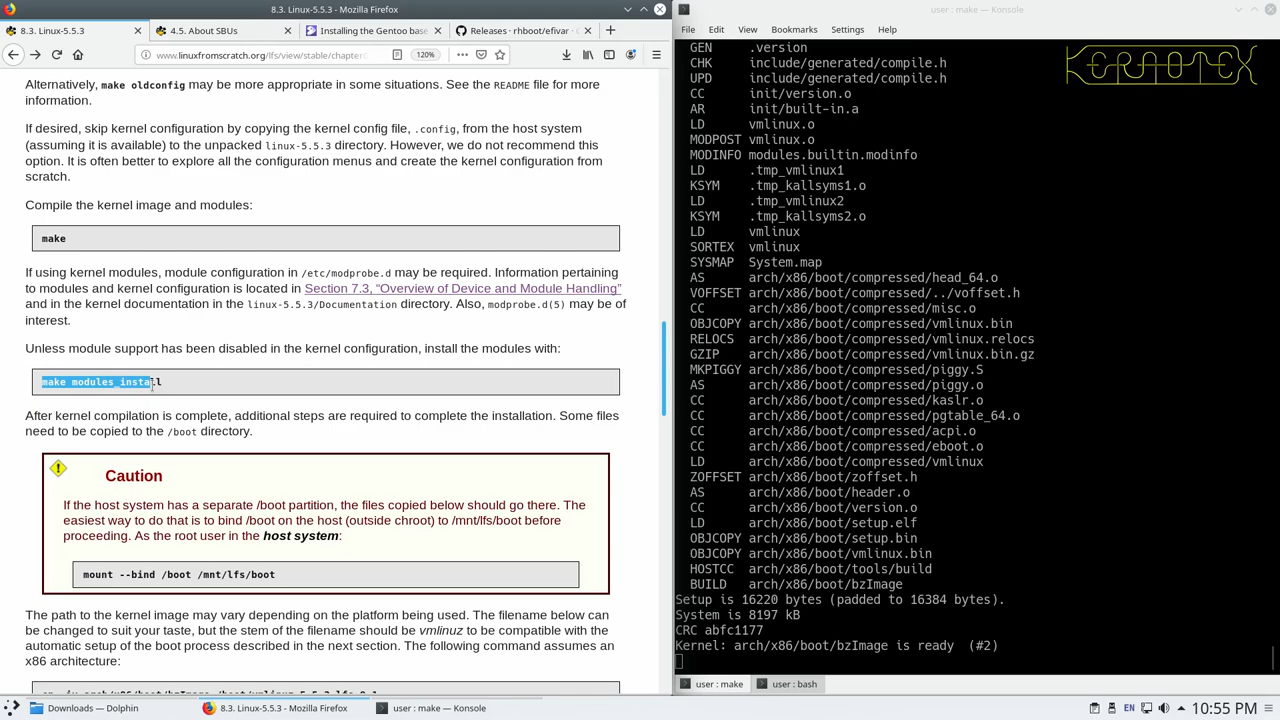 8.3. Linux-5.5.3 - Mozilla Firefox
8.3. Linux-5.5.3
4.5. About SBUs
Installing the Gentoo base
Releases · rhboot/efivar
www.linuxfromscratch.org/lfs/view/stable/chapter
120%
Alternatively, make oldconfig may be more appropriate in some situations. See the README file for more
information.
If desired, skip kernel configuration by copying the kernel config file, .config, from the host system
(assuming it is available) to the unpacked linux-5.5.3 directory. However, we do not recommend this
option. It is often better to explore all the configuration menus and create the kernel configuration from
scratch.
Compile the kernel image and modules:
make
If using kernel modules, module configuration in /etc/modprobe.d may be required. Information pertaining
to modules and kernel configuration is located in Section 7.3, “Overview of Device and Module Handling”
and in the kernel documentation in the linux-5.5.3/Documentation directory. Also, modprobe.d(5) may be of
interest.
Unless module support has been disabled in the kernel configuration, install the modules with:
make modules_install
After kernel compilation is complete, additional steps are required to complete the installation. Some files
need to be copied to the /boot directory.
Caution
If the host system has a separate /boot partition, the files copied below should go there. The
easiest way to do that is to bind /boot on the host (outside chroot) to /mnt/lfs/boot before
proceeding. As the root user in the host system:
mount --bind /boot /mnt/lfs/boot
The path to the kernel image may vary depending on the platform being used. The filename below can
be changed to suit your taste, but the stem of the filename should be vmlinuz to be compatible with the
automatic setup of the boot process described in the next section. The following command assumes an
x86 architecture:
user : make — Konsole
File Edit View Bookmarks Settings Help
KERNOTEX
GEN .version
CHK include/generated/compile.h
UPD include/generated/compile.h
CC init/version.o
AR init/built-in.a
LD vmlinux.o
MODPOST vmlinux.o
MODINFO modules.builtin.modinfo
LD .tmp_vmlinux1
KSYM .tmp_kallsyms1.o
LD .tmp_vmlinux2
KSYM .tmp_kallsyms2.o
LD vmlinux
SORTEX vmlinux
SYSMAP System.map
AS arch/x86/boot/compressed/head_64.o
VOFFSET arch/x86/boot/compressed/../voffset.h
CC arch/x86/boot/compressed/misc.o
OBJCOPY arch/x86/boot/compressed/vmlinux.bin
RELOCS arch/x86/boot/compressed/vmlinux.relocs
GZIP arch/x86/boot/compressed/vmlinux.bin.gz
MKPIGGY arch/x86/boot/compressed/piggy.S
AS arch/x86/boot/compressed/piggy.o
CC arch/x86/boot/compressed/kaslr.o
CC arch/x86/boot/compressed/pgtable_64.o
CC arch/x86/boot/compressed/acpi.o
CC arch/x86/boot/compressed/eboot.o
LD arch/x86/boot/compressed/vmlinux
ZOFFSET arch/x86/boot/zoffset.h
AS arch/x86/boot/header.o
CC arch/x86/boot/version.o
LD arch/x86/boot/setup.elf
OBJCOPY arch/x86/boot/setup.bin
OBJCOPY arch/x86/boot/vmlinux.bin
HOSTCC arch/x86/boot/tools/build
BUILD arch/x86/boot/bzImage
Setup is 16220 bytes (padded to 16384 bytes).
System is 8197 kB
CRC abfc1177
Kernel: arch/x86/boot/bzImage is ready (#2)
user : make
user : bash
Downloads — Dolphin
8.3. Linux-5.5.3 - Mozilla Firefox
user : make — Konsole
EN
10:55 PM